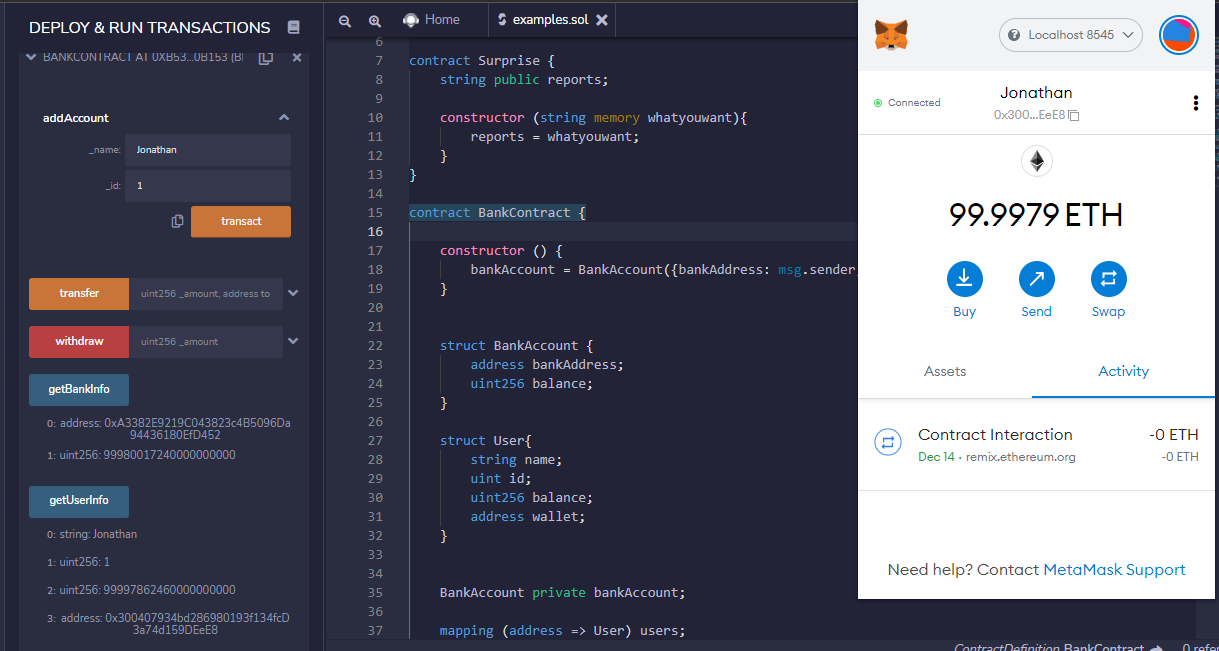 DEPLOY & RUN TRANSACTIONS
BANKCONTRACT AT 0XB53...0B153 (B
addAccount
_name: Jonathan
_id: 1
transact
transfer uint256 _amount, address to
withdraw uint256 _amount
getBankInfo
0: address: 0xA3382E9219C043823c4B5096Da
94436180EfD452
1: uint256: 99980017240000000000
getUserInfo
0: string: Jonathan
1: uint256: 1
2: uint256: 99997862460000000000
3: address: 0x300407934bd286980193f134fcD
3a74d159DEeE8
Home
examples.sol
6
7 contract Surprise {
8 string public reports;
9
10 constructor (string memory whatyouwant){
11 reports = whatyouwant;
12 }
13 }
14
15 contract BankContract {
16
17 constructor () {
18 bankAccount = BankAccount({bankAddress: msg.sender,
19 }
20
21
22 struct BankAccount {
23 address bankAddress;
24 uint256 balance;
25 }
26
27 struct User{
28 string name;
29 uint id;
30 uint256 balance;
31 address wallet;
32 }
33
34
35 BankAccount private bankAccount;
36
37 mapping (address => User) users;
ContractDefinition BankContract
0 refer
Localhost 8545
Connected
Jonathan
0x300...EeE8
99.9979 ETH
Buy
Send
Swap
Assets
Activity
Contract Interaction
-0 ETH
Dec 14 · remix.ethereum.org
-0 ETH
Need help? Contact MetaMask Support